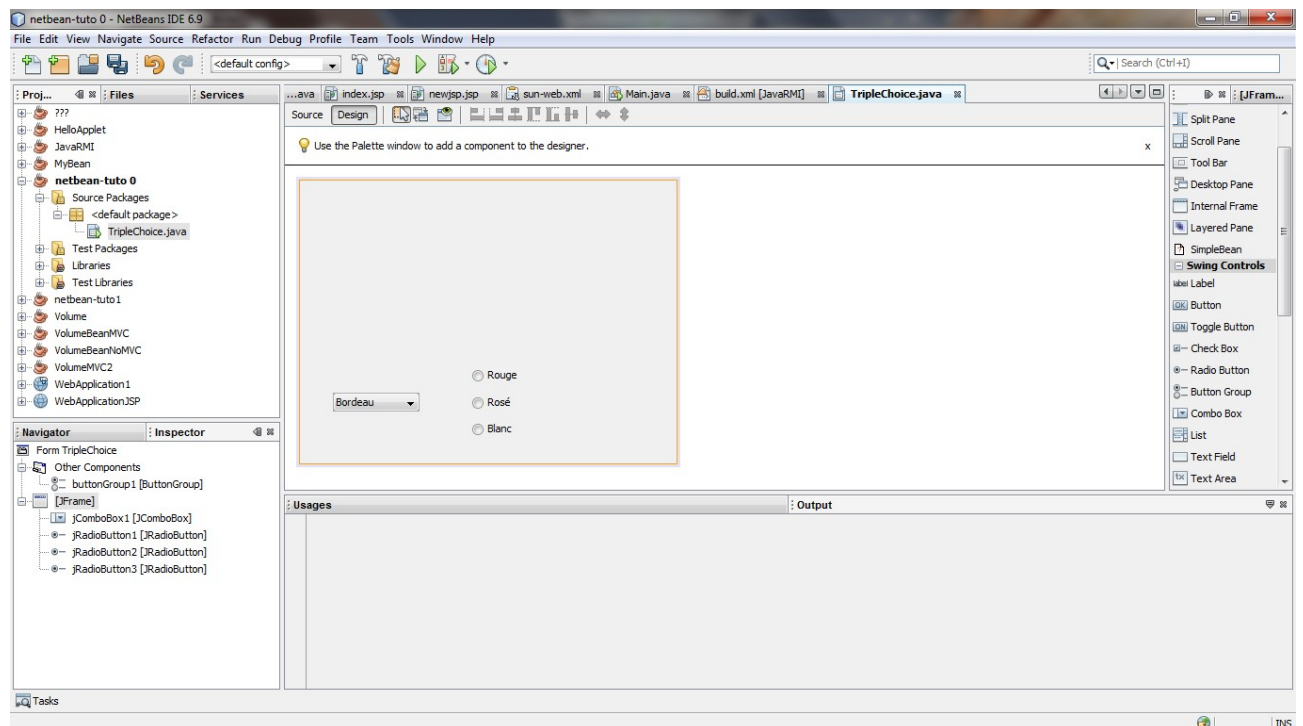 netbean-tuto 0 - NetBeans IDE 6.9
File Edit View Navigate Source Refactor Run Debug Profile Team Tools Window Help
<default config>
Search (Ctrl+I)
Proj... Files Services
???
HelloApplet
JavaRMI
MyBean
netbean-tuto 0
Source Packages
<default package>
TripleChoice.java
Test Packages
Libraries
Test Libraries
netbean-tuto1
Volume
VolumeBeanMVC
VolumeBeanNoMVC
VolumeMVC2
WebApplication1
WebApplicationJSP
Navigator Inspector
Form TripleChoice
Other Components
buttonGroup1 [ButtonGroup]
[JFrame]
jComboBox1 [JComboBox]
jRadioButton1 [JRadioButton]
jRadioButton2 [JRadioButton]
jRadioButton3 [JRadioButton]
...ava index.jsp newjsp.jsp sun-web.xml Main.java build.xml [JavaRMI] TripleChoice.java
Source Design
Use the Palette window to add a component to the designer. x
Rouge
Bordeau Rosé
Blanc
Usages Output
[JFram...
Split Pane
Scroll Pane
Tool Bar
Desktop Pane
Internal Frame
Layered Pane
SimpleBean
Swing Controls
label Label
OK Button
ON Toggle Button
Check Box
Radio Button
Button Group
Combo Box
List
Text Field
Text Area
Tasks
INS